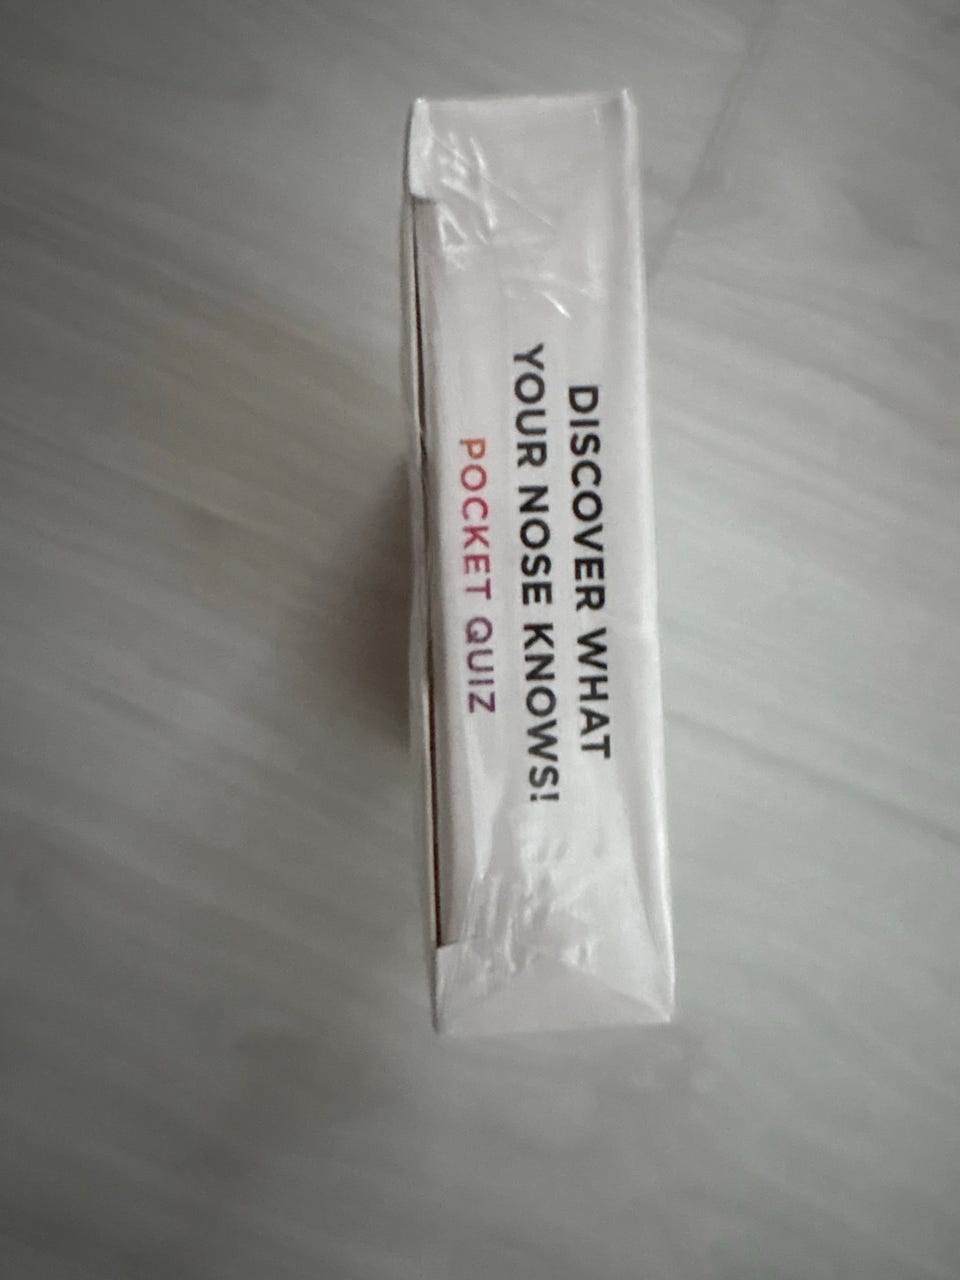 DISCOVER WHAT
YOUR NOSE KNOWS!
POCKET QUIZ